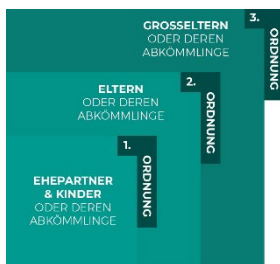 GROSSELTERN
ODER DEREN
ABKÖMMLINGE
3.
ORDNUNG
ELTERN
ODER DEREN
ABKÖMMLINGE
2.
ORDNUNG
EHEPARTNER
& KINDER
ODER DEREN
ABKÖMMLINGE
1.
ORDNUNG